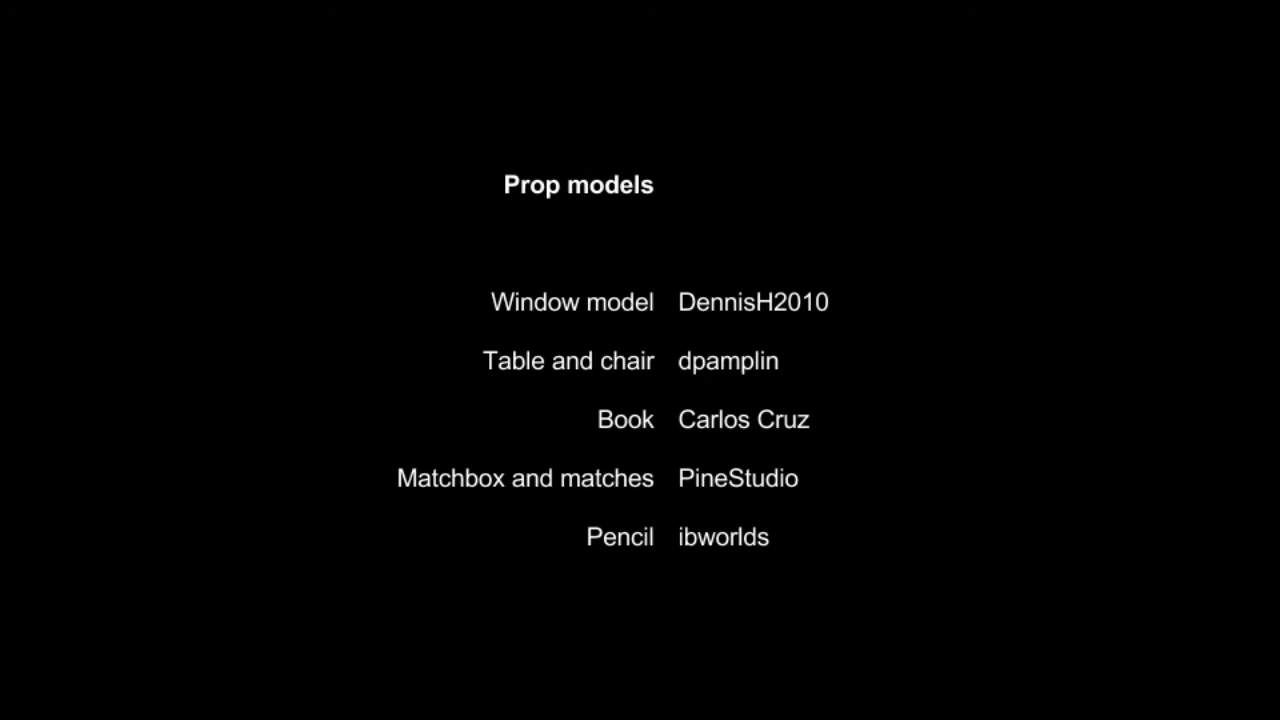 Prop models
Window model DennisH2010
Table and chair dpamplin
Book Carlos Cruz
Matchbox and matches PineStudio
Pencil ibworlds